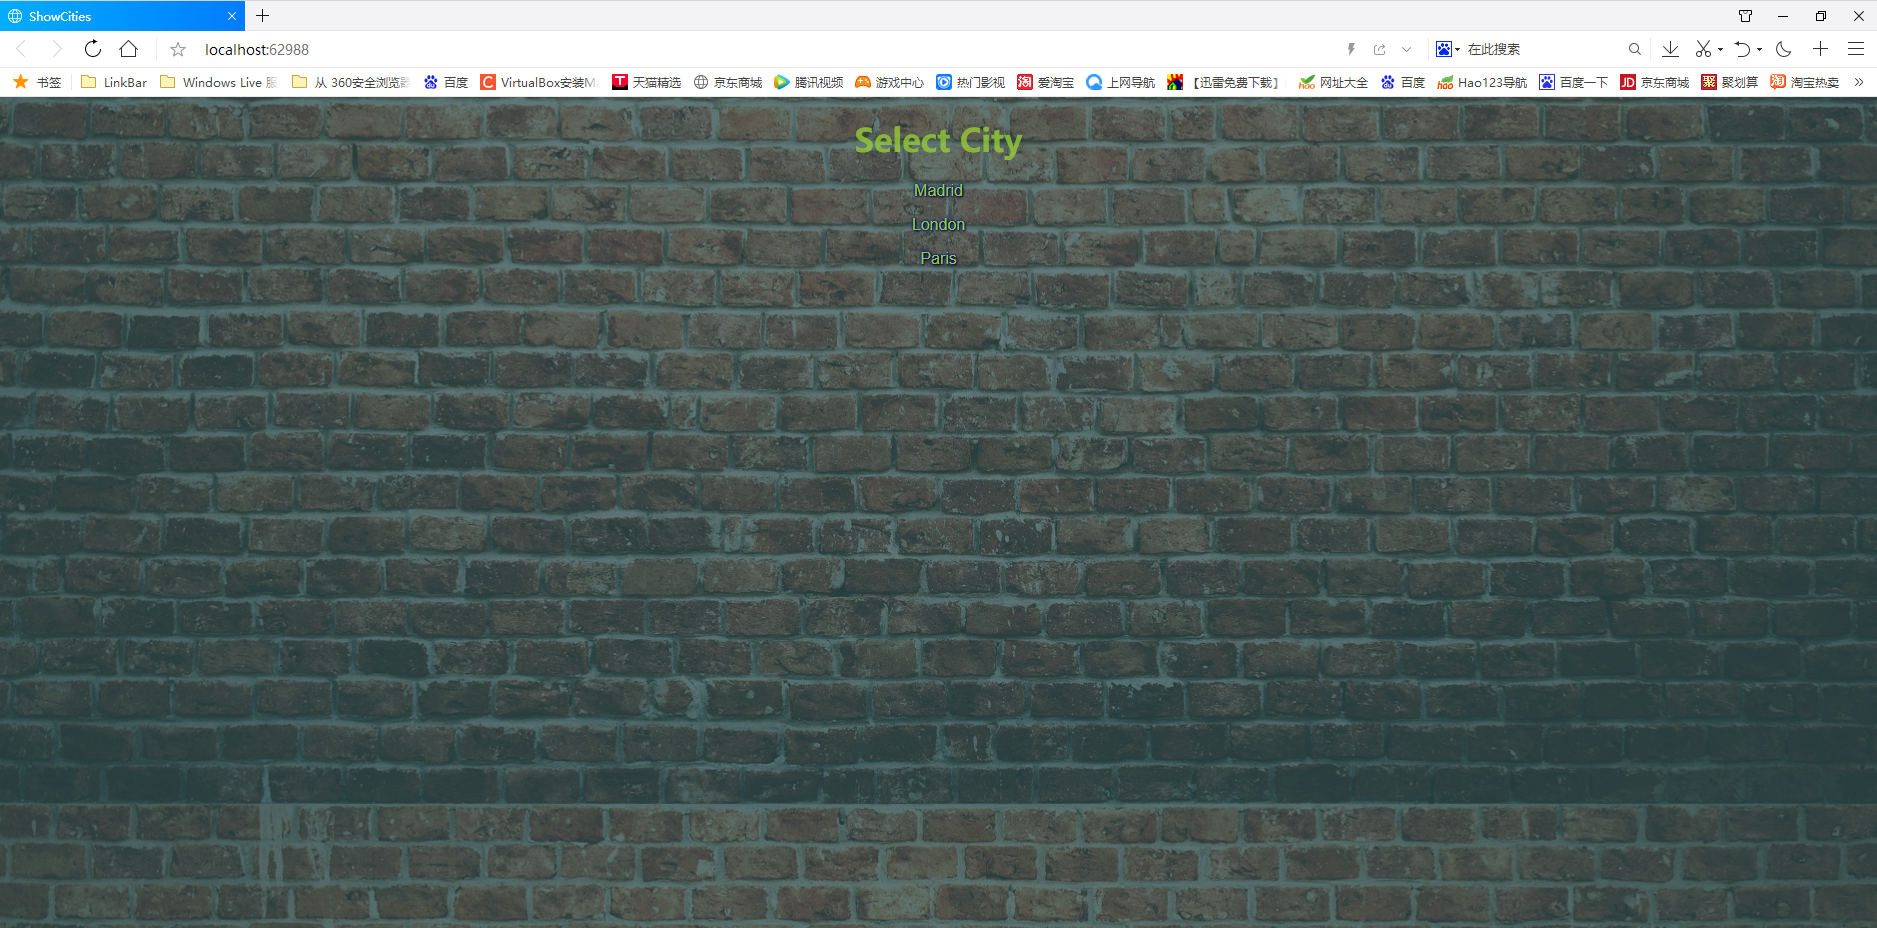 ShowCities
localhost:62988
在此搜索
书签 LinkBar Windows Live 服 从 360安全浏览器 百度 VirtualBox安装M 天猫精选 京东商城 腾讯视频 游戏中心 热门影视 爱淘宝 上网导航 【迅雷免费下载】 网址大全 百度 Hao123导航 百度一下 京东商城 聚划算 淘宝热卖
Select City
Madrid
London
Paris